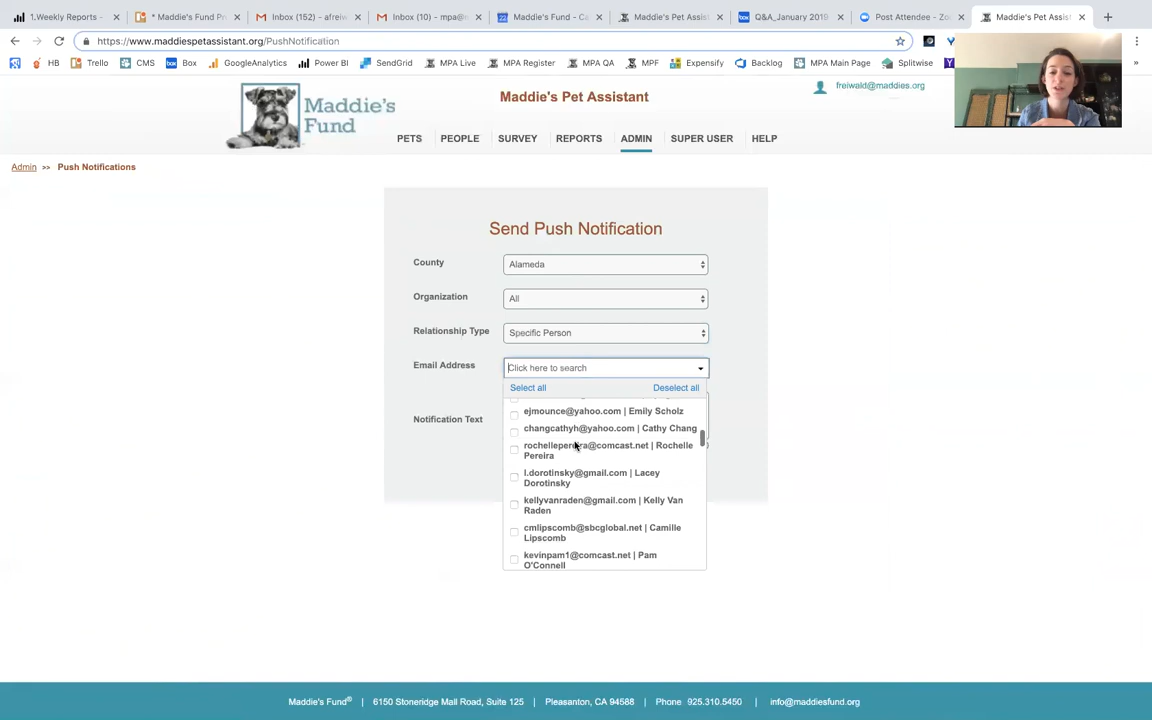 1.Weekly Reports -
* Maddie's Fund Pr
Inbox (152) - afreiw
Inbox (10) - mpa@m
Maddie's Fund - Ca
Maddie's Pet Assist
Q&A_January 2019
Post Attendee - Zoo
Maddie's Pet Assist
https://www.maddiespetassistant.org/PushNotification
HB
Trello
CMS
Box
GoogleAnalytics
Power BI
SendGrid
MPA Live
MPA Register
MPA QA
MPF
Expensify
Backlog
MPA Main Page
Splitwise
Maddie's
Fund
Maddie's Pet Assistant
freiwald@maddies.org
PETS PEOPLE SURVEY REPORTS ADMIN SUPER USER HELP
Admin >> Push Notifications
Send Push Notification
County
Alameda
Organization
All
Relationship Type
Specific Person
Email Address
Click here to search
Select all
Deselect all
Notification Text
ejmounce@yahoo.com | Emily Scholz
changcathyh@yahoo.com | Cathy Chang
rochellepereira@comcast.net | Rochelle
Pereira
l.dorotinsky@gmail.com | Lacey
Dorotinsky
kellyvanraden@gmail.com | Kelly Van
Raden
cmlipscomb@sbcglobal.net | Camille
Lipscomb
kevinpam1@comcast.net | Pam
O'Connell
Maddie's Fund® | 6150 Stoneridge Mall Road, Suite 125 | Pleasanton, CA 94588 | Phone 925.310.5450 | info@maddiesfund.org